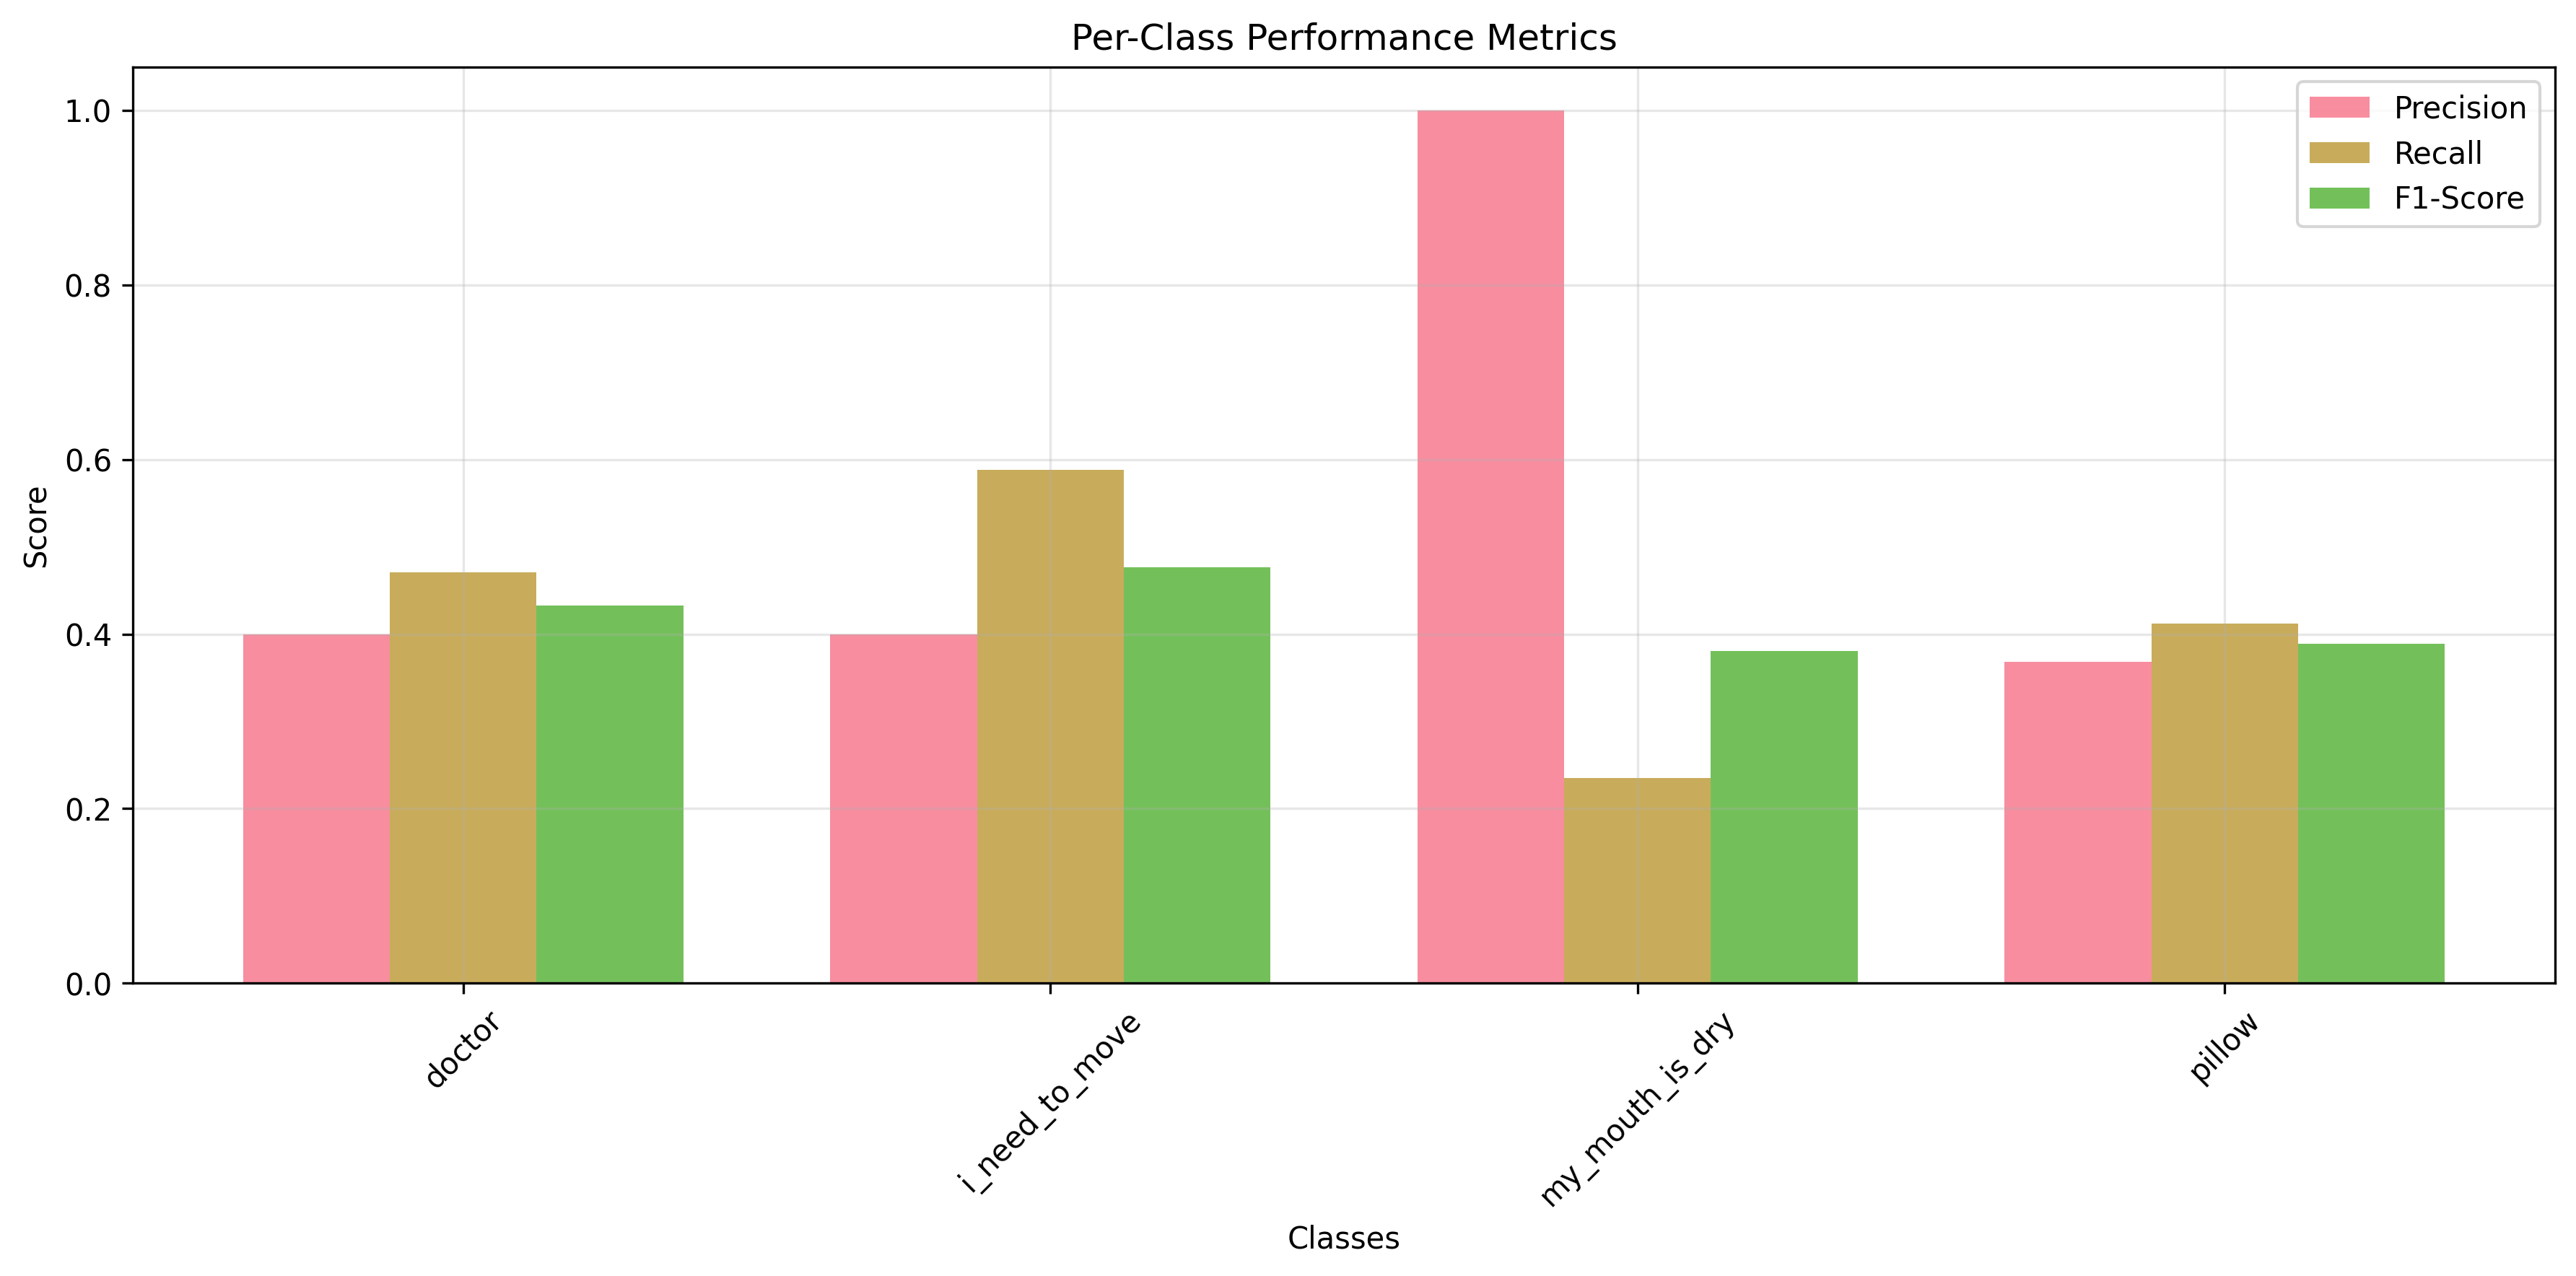 Per-Class Performance Metrics
Precision
Recall
F1-Score
Score
1.0
0.8
0.6
0.4
0.2
0.0
doctor
i_need_to_move
my_mouth_is_dry
pillow
Classes